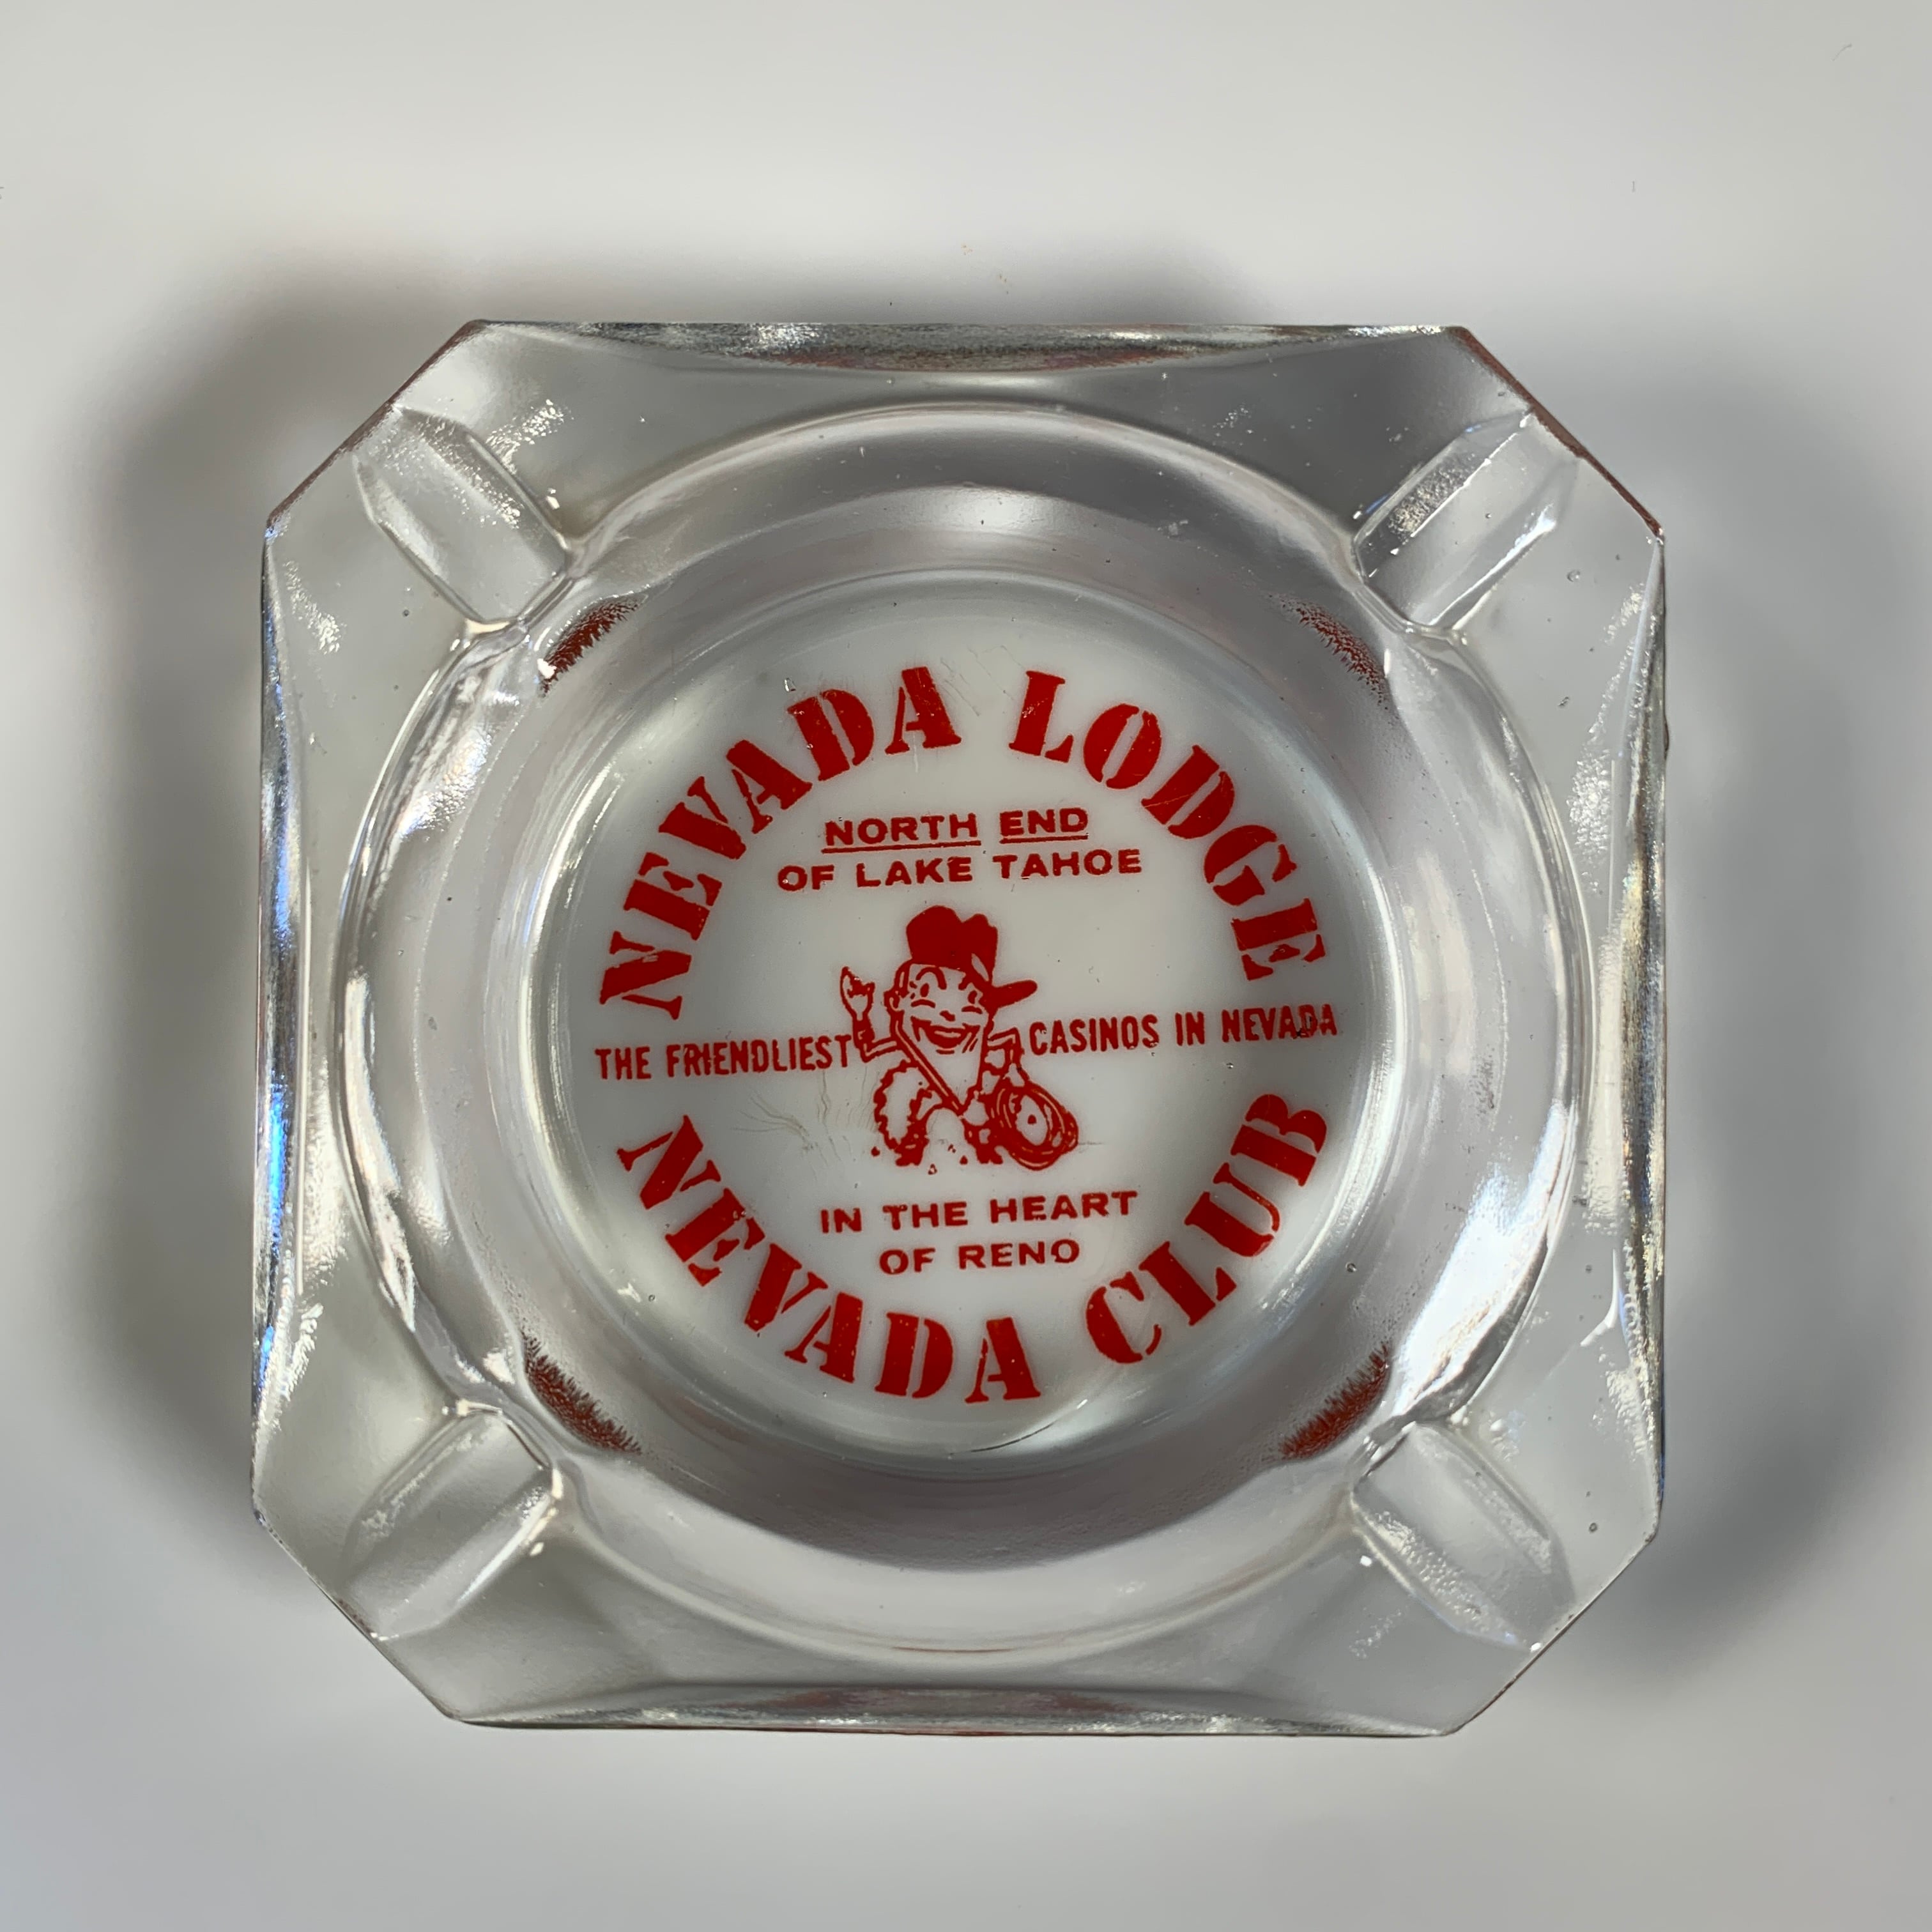 NEVADA LODGE
NORTH END
OF LAKE TAHOE
THE FRIENDLIEST CASINOS IN NEVADA
IN THE HEART
OF RENO
NEVADA CLUB